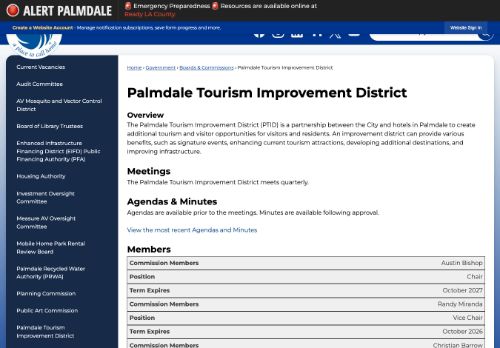 ALERT PALMDALE
Emergency Preparedness Resources are available online at
Ready LA County.
Create a Website Account - Manage notification subscriptions, save form progress and more.
Website Sign In
a place to call home
Current Vacancies
Audit Committee
AV Mosquito and Vector Control
District
Board of Library Trustees
Enhanced Infrastructure
Financing District (EIFD) Public
Financing Authority (PFA)
Housing Authority
Investment Oversight
Committee
Measure AV Oversight
Committee
Mobile Home Park Rental
Review Board
Palmdale Recycled Water
Authority (PRWA)
Planning Commission
Public Art Commission
Palmdale Tourism
Improvement District
Home › Government › Boards & Commissions › Palmdale Tourism Improvement District
Palmdale Tourism Improvement District
Overview
The Palmdale Tourism Improvement District (PTID) is a partnership between the City and hotels in Palmdale to create
additional tourism and visitor opportunities for visitors and residents. An improvement district can provide various
benefits, such as signature events, enhancing current tourism attractions, developing additional destinations, and
improving infrastructure.
Meetings
The Palmdale Tourism Improvement District meets quarterly.
Agendas & Minutes
Agendas are available prior to the meetings. Minutes are available following approval.
View the most recent Agendas and Minutes
Members
Commission Members Austin Bishop
Position Chair
Term Expires October 2027
Commission Members Randy Miranda
Position Vice Chair
Term Expires October 2026
Commission Members Christian Barrow